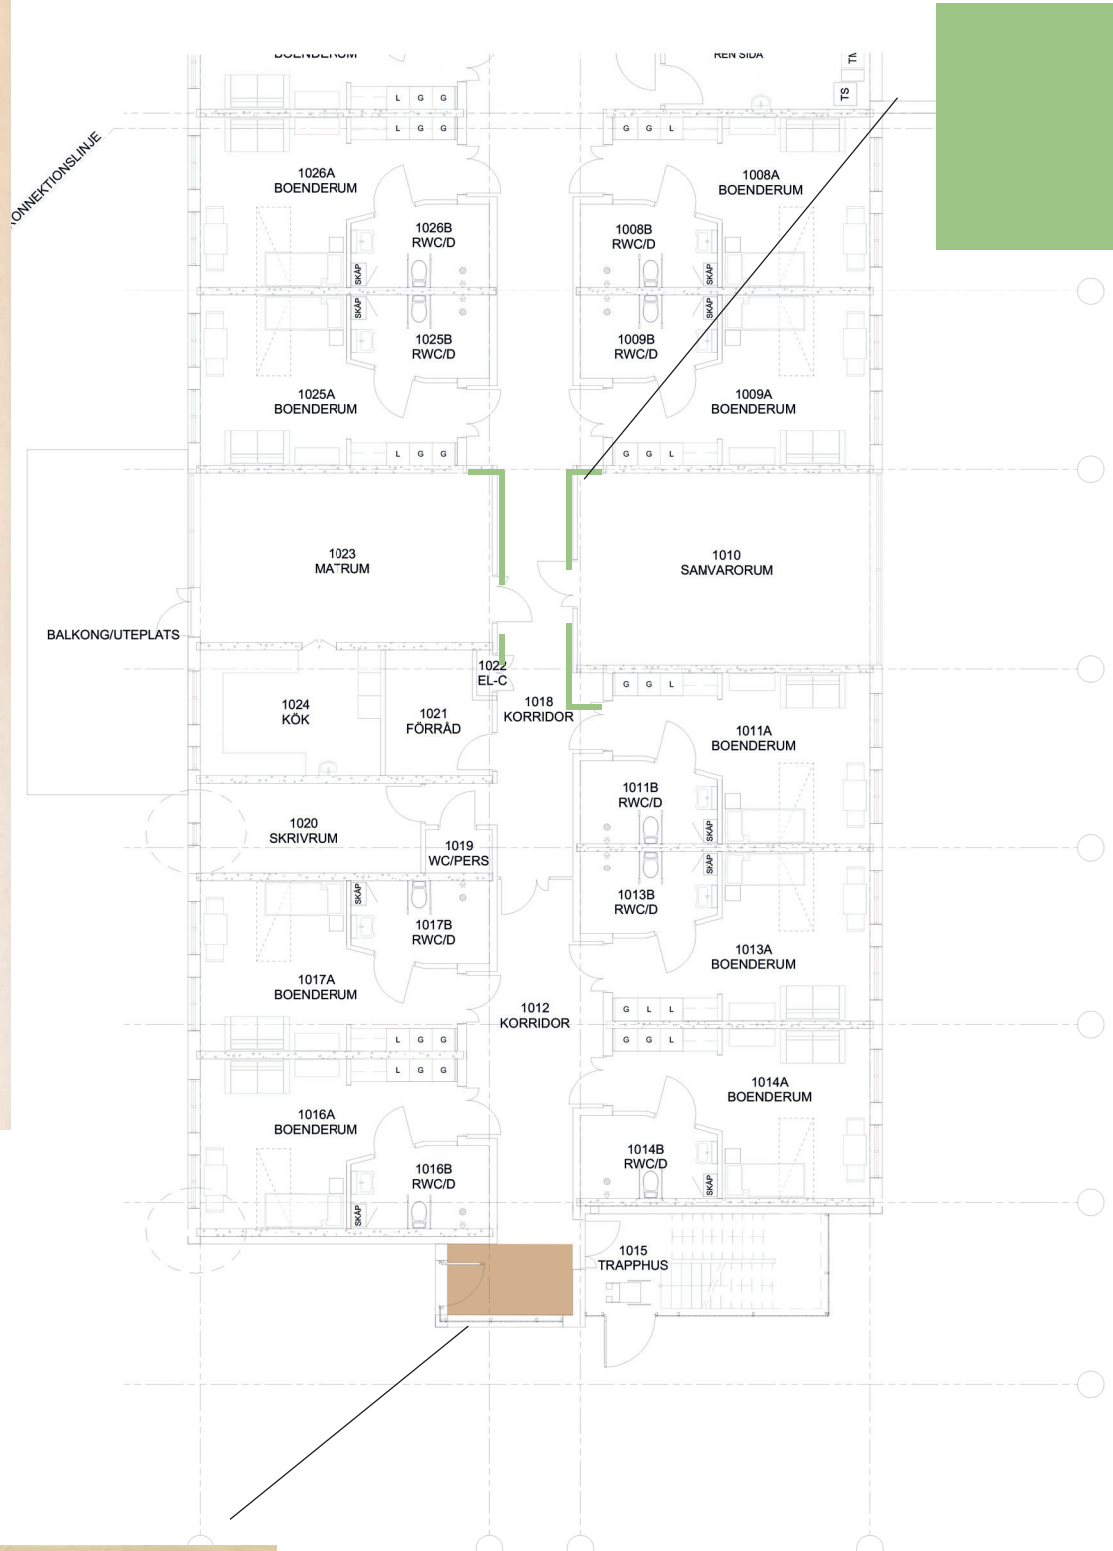 REN SIDA
TS
L G G
L G G
G G L
1026A
BOENDERUM
1008A
BOENDERUM
1026B
RWC/D
1008B
RWC/D
SKÅP
SKÅP
SKÅP
SKÅP
1025B
RWC/D
1009B
RWC/D
1025A
BOENDERUM
1009A
BOENDERUM
L G G
G G L
1023
MATRUM
1010
SAMVARORUM
BALKONG/UTEPLATS
1022
EL-C
G G L
1024
KÖK
1021
FÖRRÅD
1018
KORRIDOR
1011A
BOENDERUM
1011B
RWC/D
1020
SKRIVRUM
1019
WC/PERS
SKÅP
SKÅP
SKÅP
1013B
RWC/D
1017B
RWC/D
1013A
BOENDERUM
1017A
BOENDERUM
1012
KORRIDOR
G L L
L G G
G G L
L G G
1014A
BOENDERUM
1016A
BOENDERUM
1014B
RWC/D
1016B
RWC/D
SKÅP
SKÅP
1015
TRAPPHUS